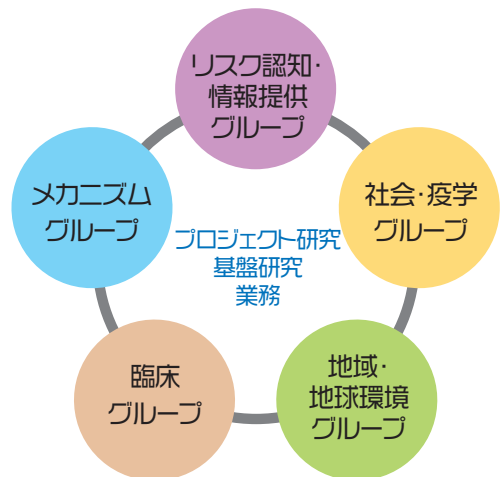 リスク認知・
情報提供
グループ
メカニズム
グループ
社会・疫学
グループ
プロジェクト研究
基盤研究
業務
臨床
グループ
地域・
地球環境
グループ